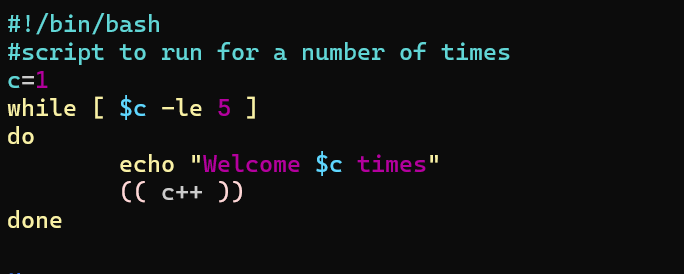 #!/bin/bash
#script to run for a number of times
c=1
while [ $c -le 5 ]
do
        echo "Welcome $c times"
        (( c++ ))
done